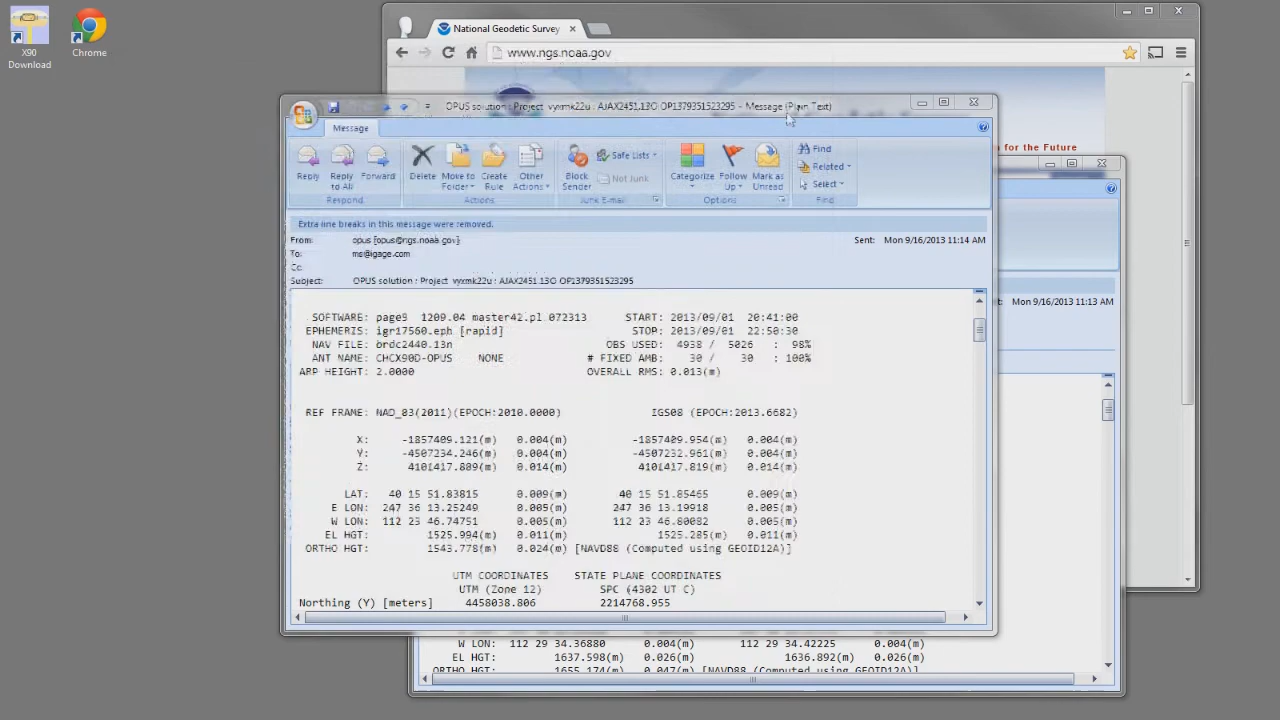 X90
Download
Chrome
National Geodetic Survey
www.ngs.noaa.gov
for the Future
OPUS solution : Project vyxmk22u : AJAX2451.13O OP1379351523295 - Message (Plain Text)
Message
Reply
Reply to All
Forward
Respond
Delete
Move to Folder
Create Rule
Other Actions
Actions
Block Sender
Safe Lists
Not Junk
Junk E-mail
Categorize
Follow Up
Mark as Unread
Options
Find
Related
Select
Find
Extra line breaks in this message were removed.
From: opus [opus@ngs.noaa.gov]
Sent: Mon 9/16/2013 11:14 AM
To: me@igage.com
Cc:
Subject: OPUS solution : Project vyxmk22u : AJAX2451.13O OP1379351523295
SOFTWARE: page5 1209.04 master42.pl 072313 START: 2013/09/01 20:41:00
EPHEMERIS: igr17560.eph [rapid] STOP: 2013/09/01 22:50:30
NAV FILE: brdc2440.13n OBS USED: 4938 / 5026 : 98%
ANT NAME: CHCX90D-OPUS NONE # FIXED AMB: 30 / 30 : 100%
ARP HEIGHT: 2.0000 OVERALL RMS: 0.013(m)
REF FRAME: NAD_83(2011)(EPOCH:2010.0000) IGS08 (EPOCH:2013.6682)
X: -1857409.121(m) 0.004(m) -1857409.954(m) 0.004(m)
Y: -4507234.246(m) 0.004(m) -4507232.961(m) 0.004(m)
Z: 4101417.889(m) 0.014(m) 4101417.819(m) 0.014(m)
LAT: 40 15 51.83815 0.009(m) 40 15 51.85465 0.009(m)
E LON: 247 36 13.25249 0.005(m) 247 36 13.19918 0.005(m)
W LON: 112 23 46.74751 0.005(m) 112 23 46.80082 0.005(m)
EL HGT: 1525.994(m) 0.011(m) 1525.285(m) 0.011(m)
ORTHO HGT: 1543.778(m) 0.024(m) [NAVD88 (Computed using GEOID12A)]
UTM COORDINATES STATE PLANE COORDINATES
UTM (Zone 12) SPC (4302 UT C)
Northing (Y) [meters] 4458038.806 2214768.955
Mon 9/16/2013 11:13 AM
W LON: 112 29 34.36880 0.004(m) 112 29 34.42225 0.004(m)
EL HGT: 1637.598(m) 0.026(m) 1636.892(m) 0.026(m)
ORTHO HGT: 1655.174(m) 0.047(m) [NAVD88 (Computed using GEOID12A)]